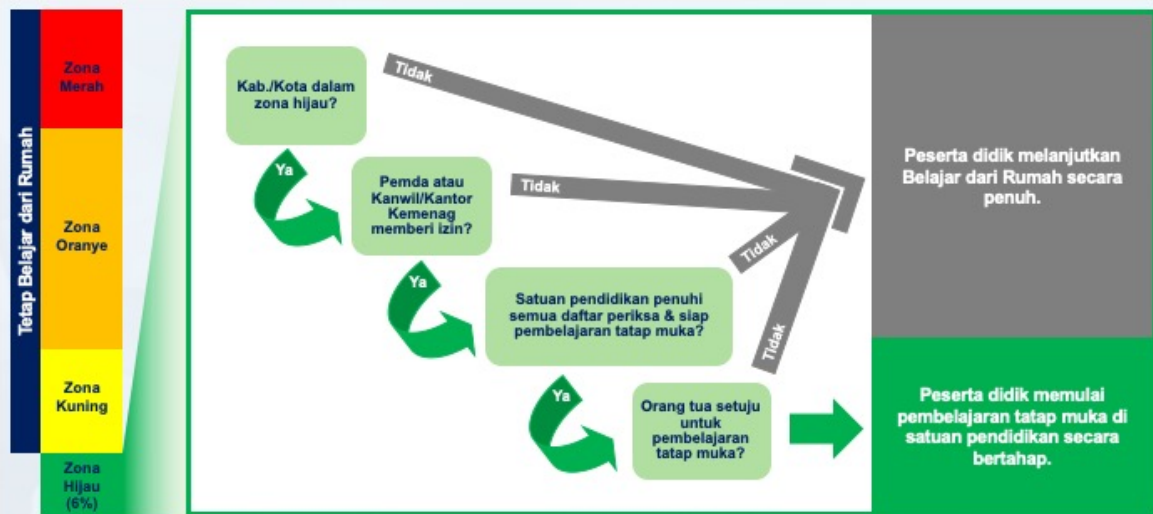 Tetap Belajar dari Rumah
Zona
Merah
Zona
Oranye
Zona
Kuning
Zona
Hijau
(6%)
Kab./Kota dalam
zona hijau?
Tidak
Ya
Pemda atau
Kanwil/Kantor
Kemenag
memberi izin?
Tidak
Ya
Satuan pendidikan penuhi
semua daftar periksa & siap
pembelajaran tatap muka?
Tidak
Ya
Orang tua setuju
untuk
pembelajaran
tatap muka?
Tidak
Peserta didik melanjutkan
Belajar dari Rumah secara
penuh.
Peserta didik memulai
pembelajaran tatap muka di
satuan pendidikan secara
bertahap.